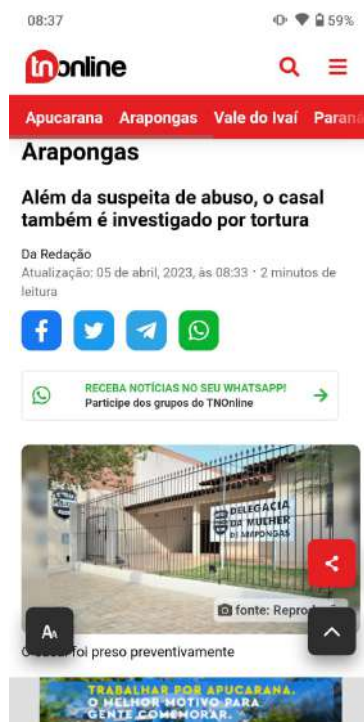 08:37
59%
tnonline
Apucarana Arapongas Vale do Ivaí Paraná
Arapongas
Além da suspeita de abuso, o casal
também é investigado por tortura
Da Redação
Atualização: 05 de abril, 2023, às 08:33 · 2 minutos de
leitura
RECEBA NOTÍCIAS NO SEU WHATSAPP!
Participe dos grupos do TNOnline
DELEGACIA
DA MULHER
DE ARAPONGAS
fonte:
foi preso preventivamente
TRABALHAR POR APUCARANA.
O MELHOR MOTIVO PARA
GENTE COMEMORAR.